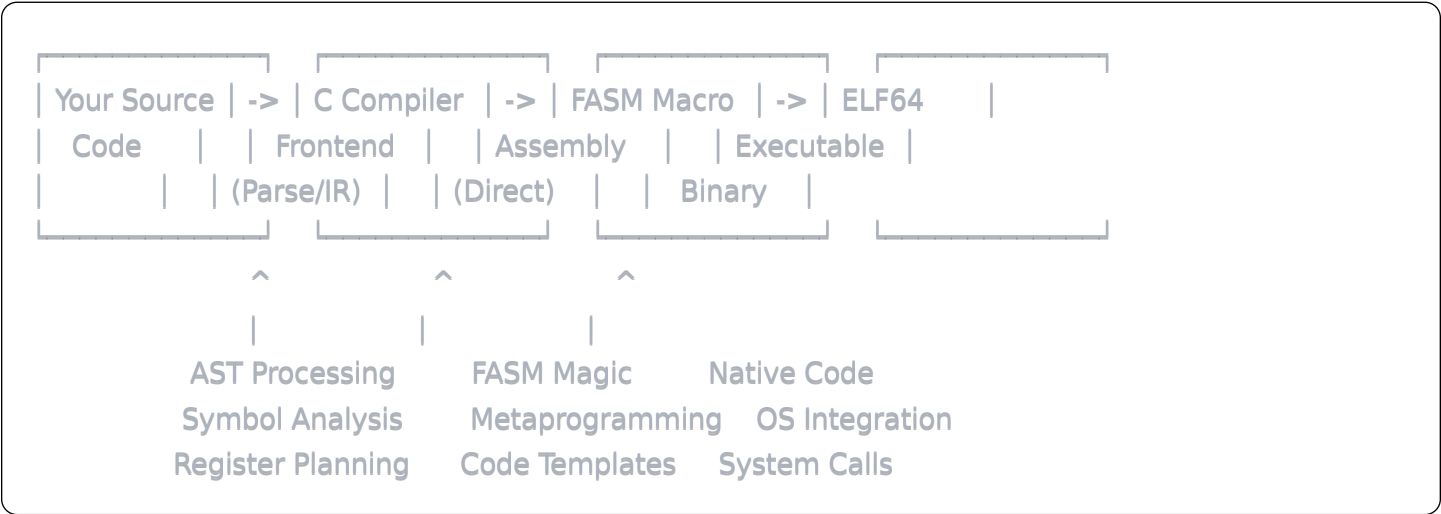 ┌─────────────┐ ┌─────────────┐ ┌─────────────┐ ┌─────────────┐
│ Your Source │ -> │ C Compiler │ -> │ FASM Macro │ -> │ ELF64 │
│ Code │ │ Frontend │ │ Assembly │ │ Executable │
│ │ │ (Parse/IR) │ │ (Direct) │ │ Binary │
└─────────────┘ └─────────────┘ └─────────────┘ └─────────────┘
^ ^ ^
│ │ │
AST Processing FASM Magic Native Code
Symbol Analysis Metaprogramming OS Integration
Register Planning Code Templates System Calls